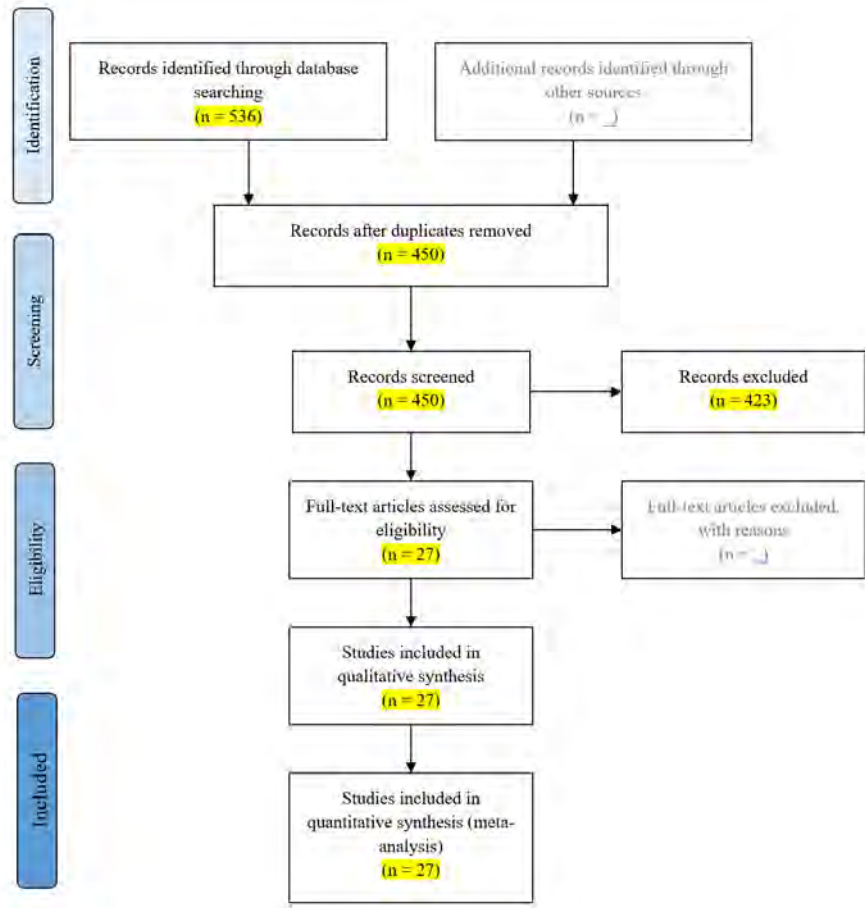 Identification
Records identified through database
searching
(n = 536)
Additional records identified through
other sources
(n = _)
Records after duplicates removed
(n = 450)
Screening
Records screened
(n = 450)
Records excluded
(n = 423)
Eligibility
Full-text articles assessed for
eligibility
(n = 27)
Full-text articles excluded,
with reasons
(n = _)
Studies included in
qualitative synthesis
(n = 27)
Included
Studies included in
quantitative synthesis (meta-
analysis)
(n = 27)